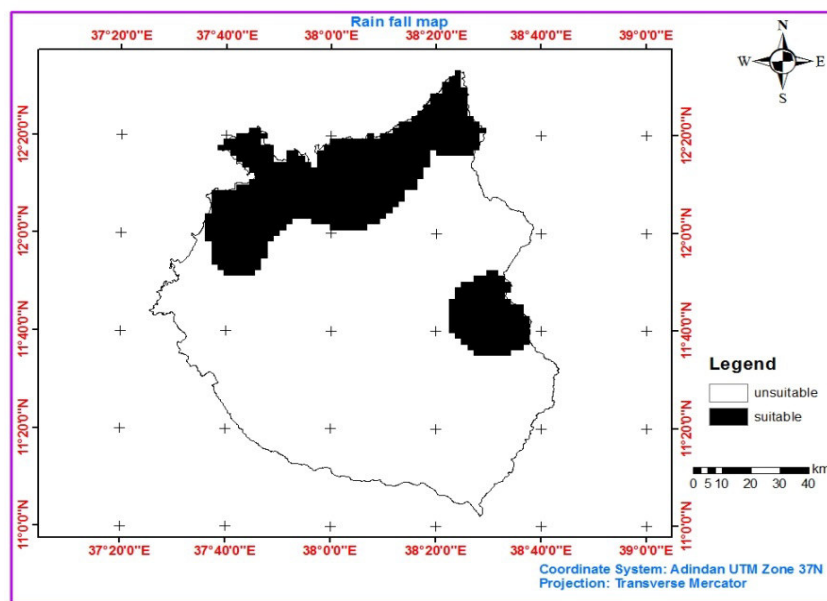 Rain fall map
37°20'0"E 37°40'0"E 38°0'0"E 38°20'0"E 38°40'0"E 39°0'0"E
N
W E
S
12°20'0"N 12°20'0"N
12°0'0"N 12°0'0"N
11°40'0"N 11°40'0"N
11°20'0"N 11°20'0"N
11°0'0"N 11°0'0"N
Legend
unsuitable
suitable
km
0 5 10 20 30 40
37°20'0"E 37°40'0"E 38°0'0"E 38°20'0"E 38°40'0"E 39°0'0"E
Coordinate System: Adindan UTM Zone 37N
Projection: Transverse Mercator